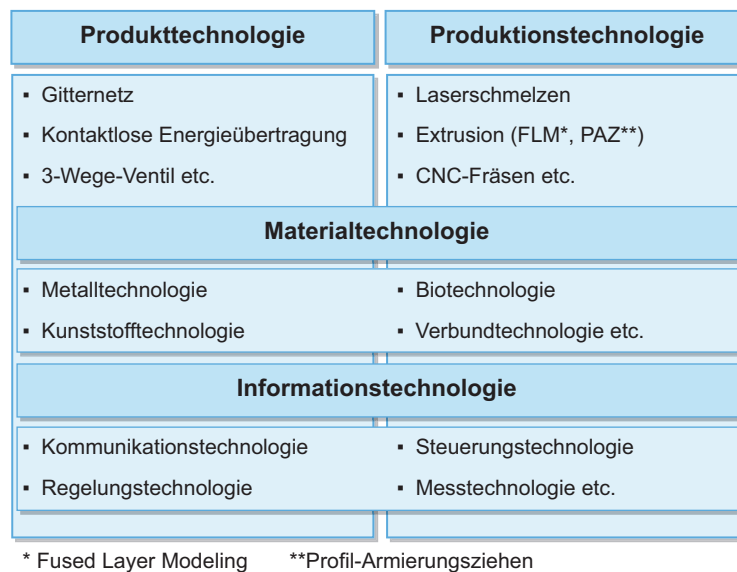 Produkttechnologie
Produktionstechnologie
▪ Gitternetz
▪ Kontaktlose Energieübertragung
▪ 3-Wege-Ventil etc.
▪ Laserschmelzen
▪ Extrusion (FLM*, PAZ**)
▪ CNC-Fräsen etc.
Materialtechnologie
▪ Metalltechnologie
▪ Kunststofftechnologie
▪ Biotechnologie
▪ Verbundtechnologie etc.
Informationstechnologie
▪ Kommunikationstechnologie
▪ Regelungstechnologie
▪ Steuerungstechnologie
▪ Messtechnologie etc.
* Fused Layer Modeling **Profil-Armierungsziehen